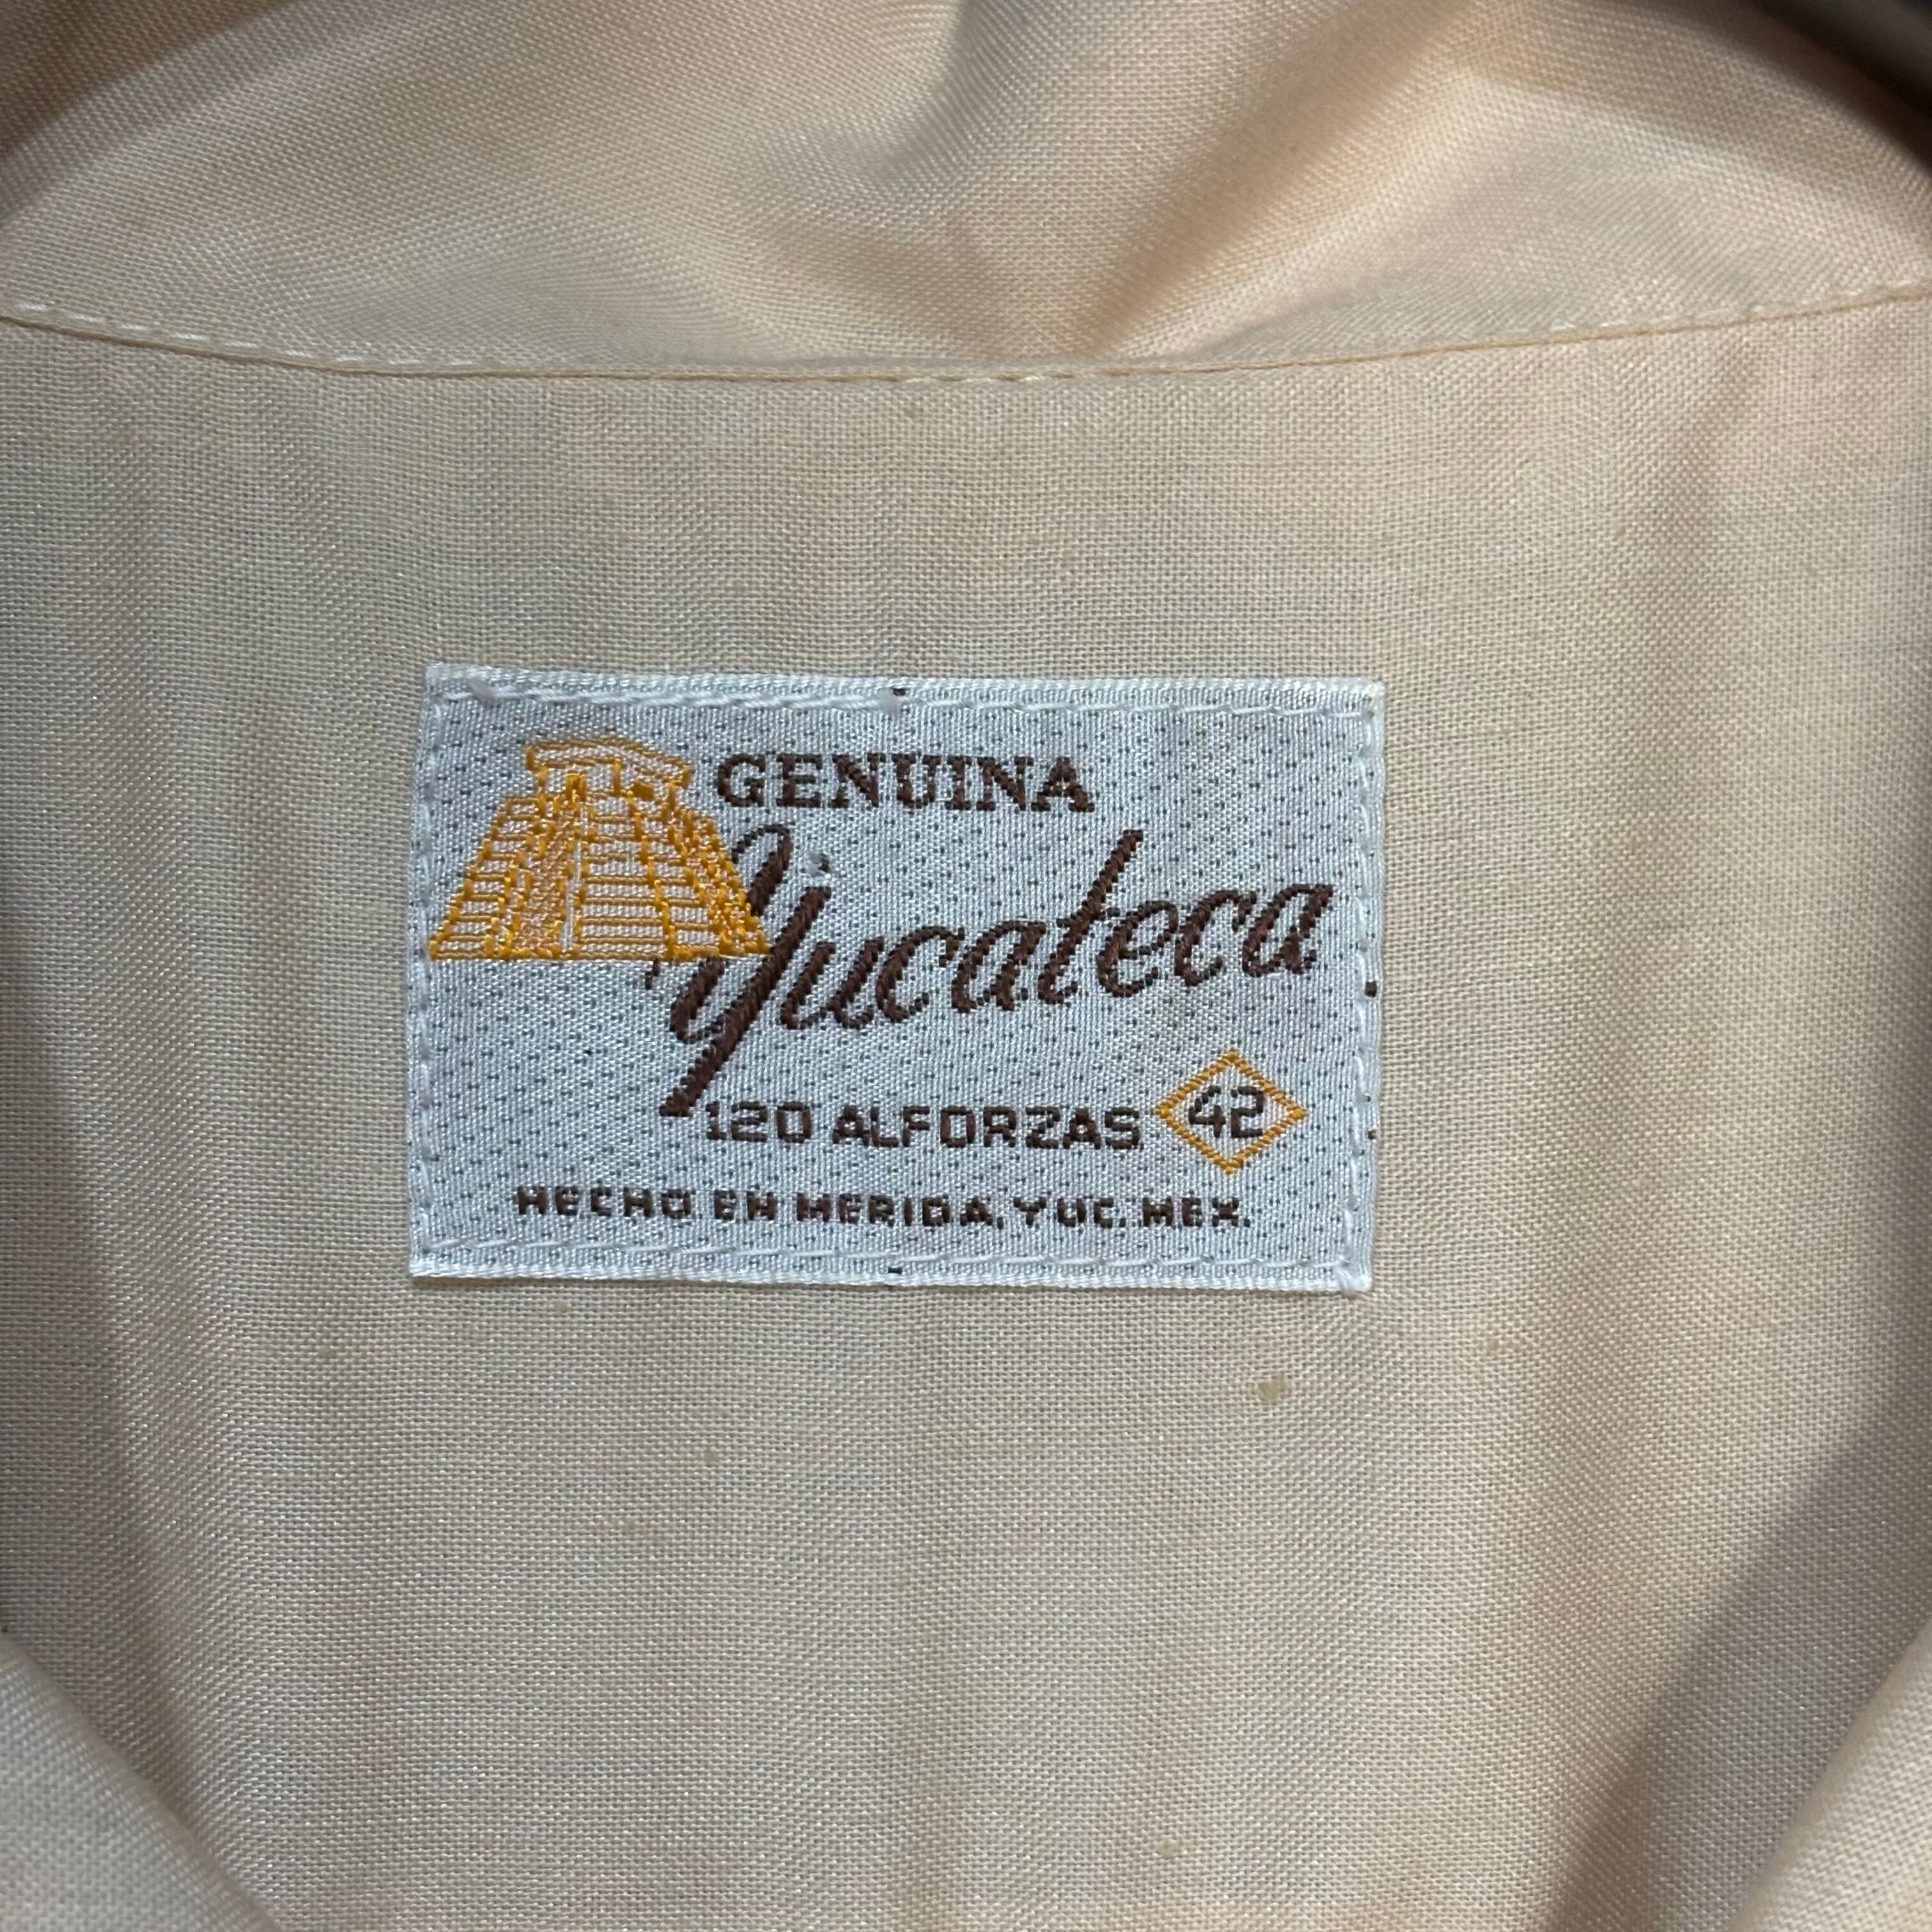 GENUINA
Yucateca
120 ALFORZAS 42
HECHO EN MERIDA, YUC. MEX.